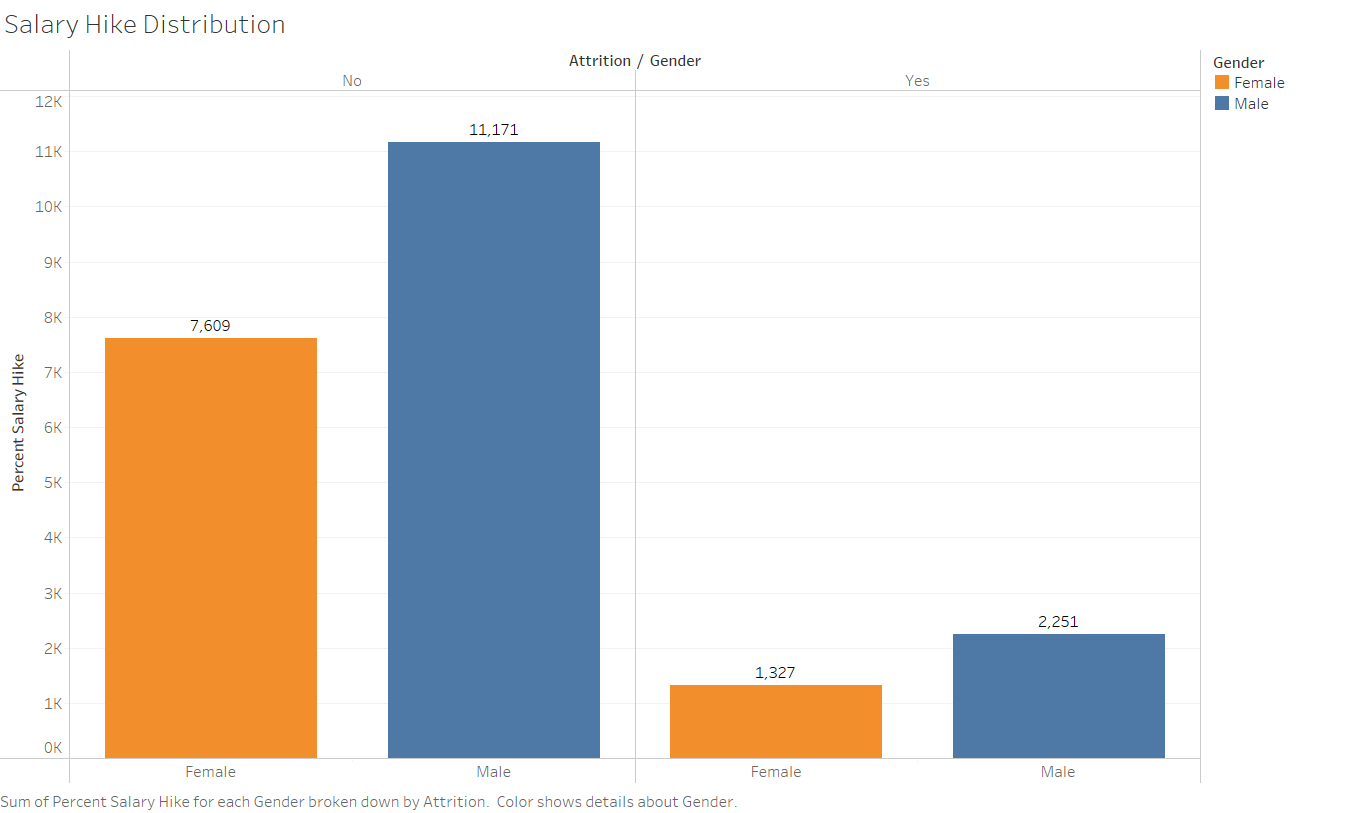 Salary Hike Distribution
Attrition / Gender
No
Yes
Gender
Female
Male
12K
11K
10K
9K
8K
7K
6K
5K
4K
3K
2K
1K
0K
Percent Salary Hike
7,609
11,171
1,327
2,251
Female
Male
Female
Male
Sum of Percent Salary Hike for each Gender broken down by Attrition.  Color shows details about Gender.